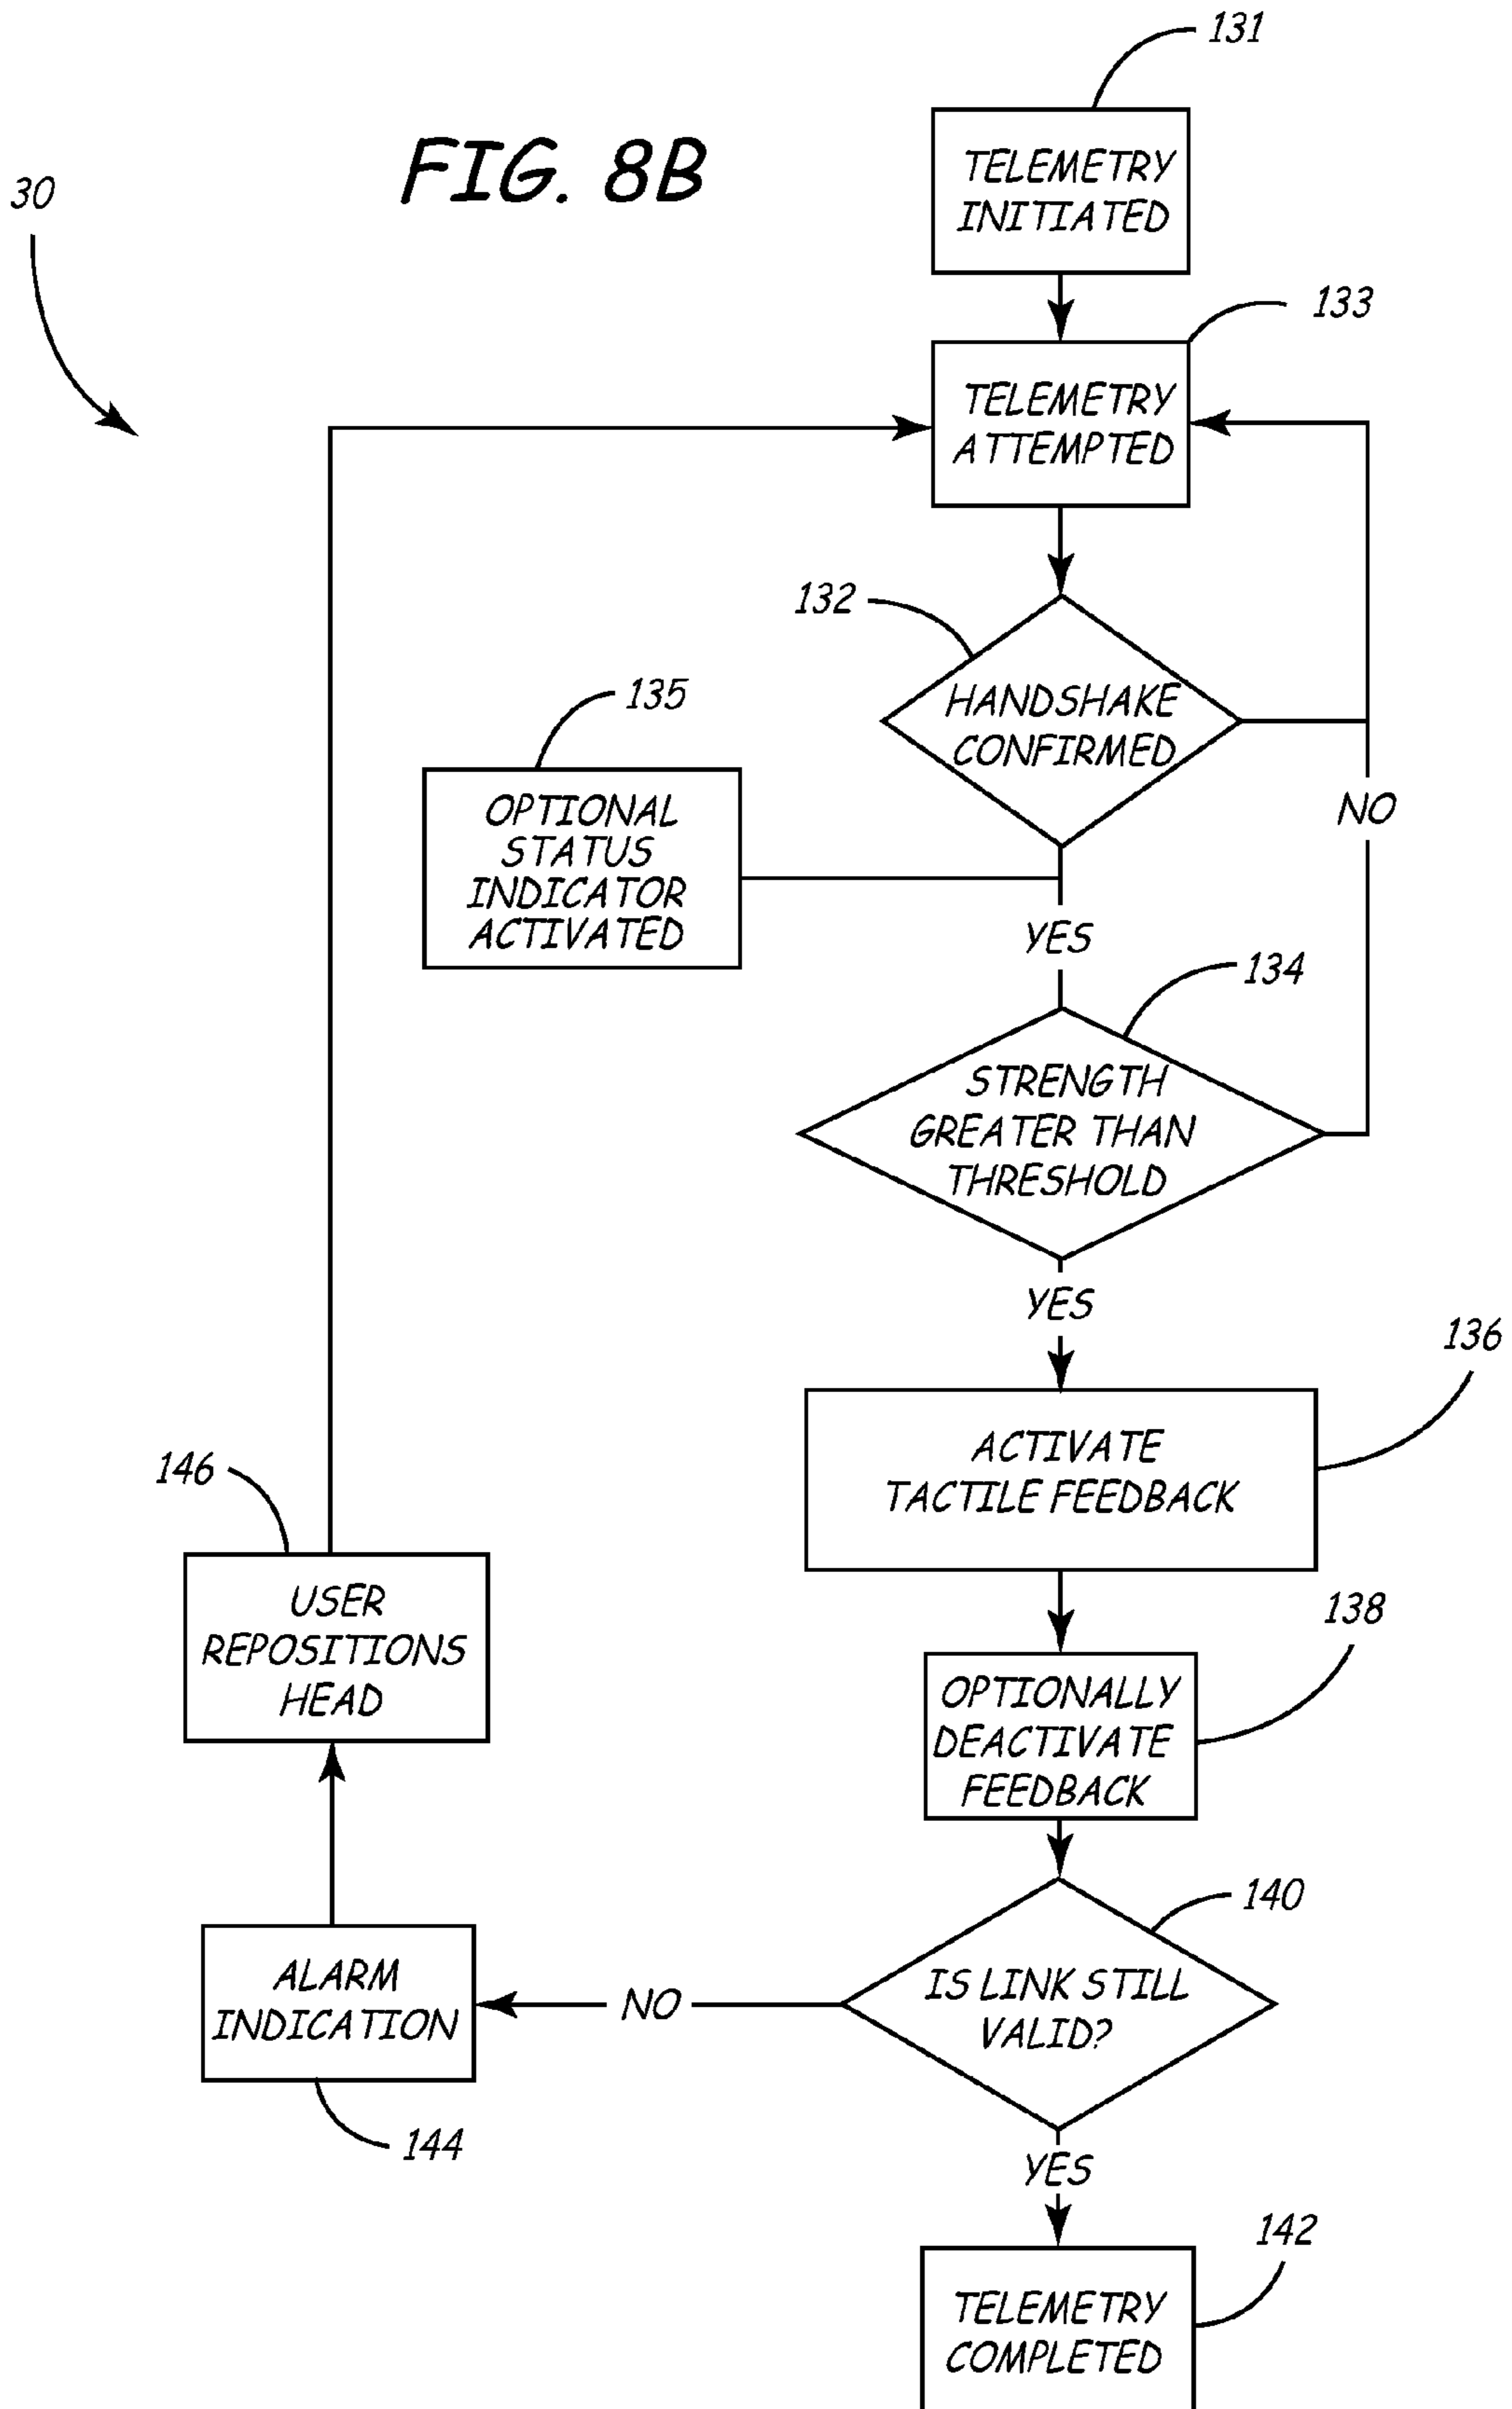 131
FIG. 8B
30
TELEMETRY
INITIATED
133
TELEMETRY
ATTEMPTED
132
HANDSHAKE
CONFIRMED
135
OPTIONAL
STATUS
INDICATOR
ACTIVATED
NO
YES
134
STRENGTH
GREATER THAN
THRESHOLD
YES
136
ACTIVATE
TACTILE FEEDBACK
146
USER
REPOSITIONS
HEAD
138
OPTIONALLY
DEACTIVATE
FEEDBACK
140
IS LINK STILL
VALID?
NO
ALARM
INDICATION
144
YES
142
TELEMETRY
COMPLETED